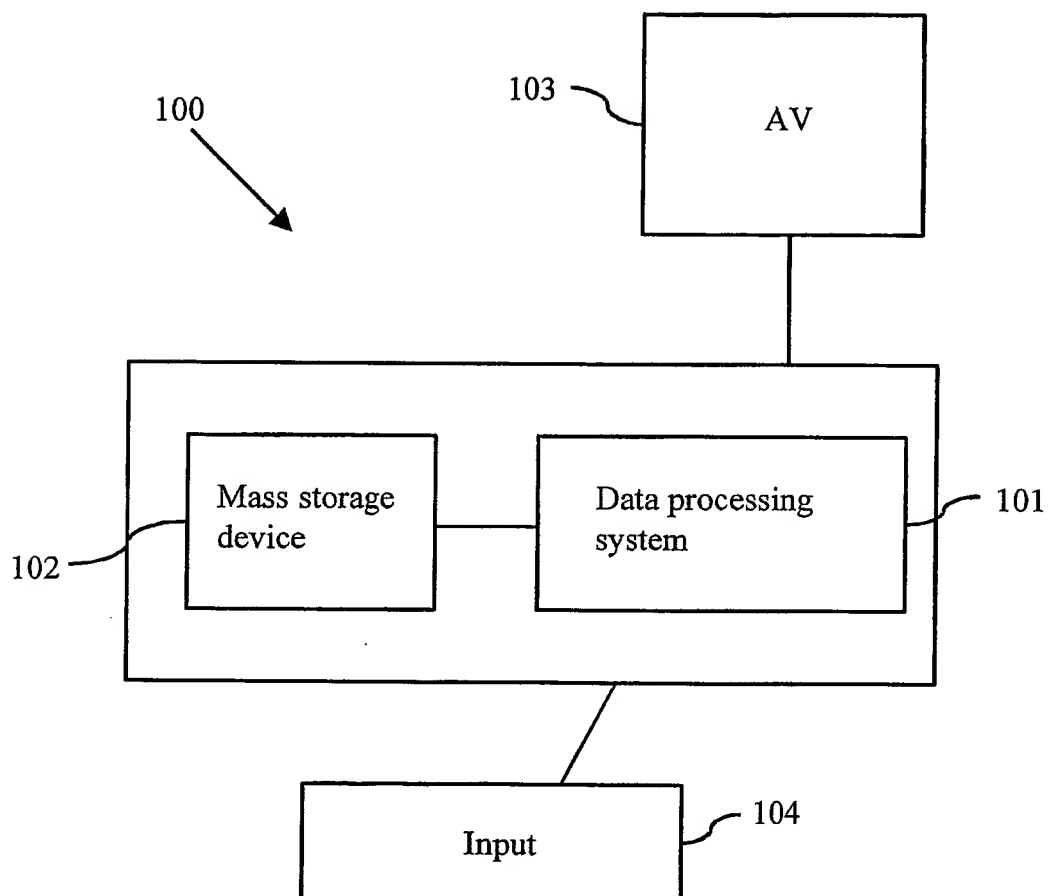 103
AV
100
Mass storage
device
Data processing
system
101
102
104
Input